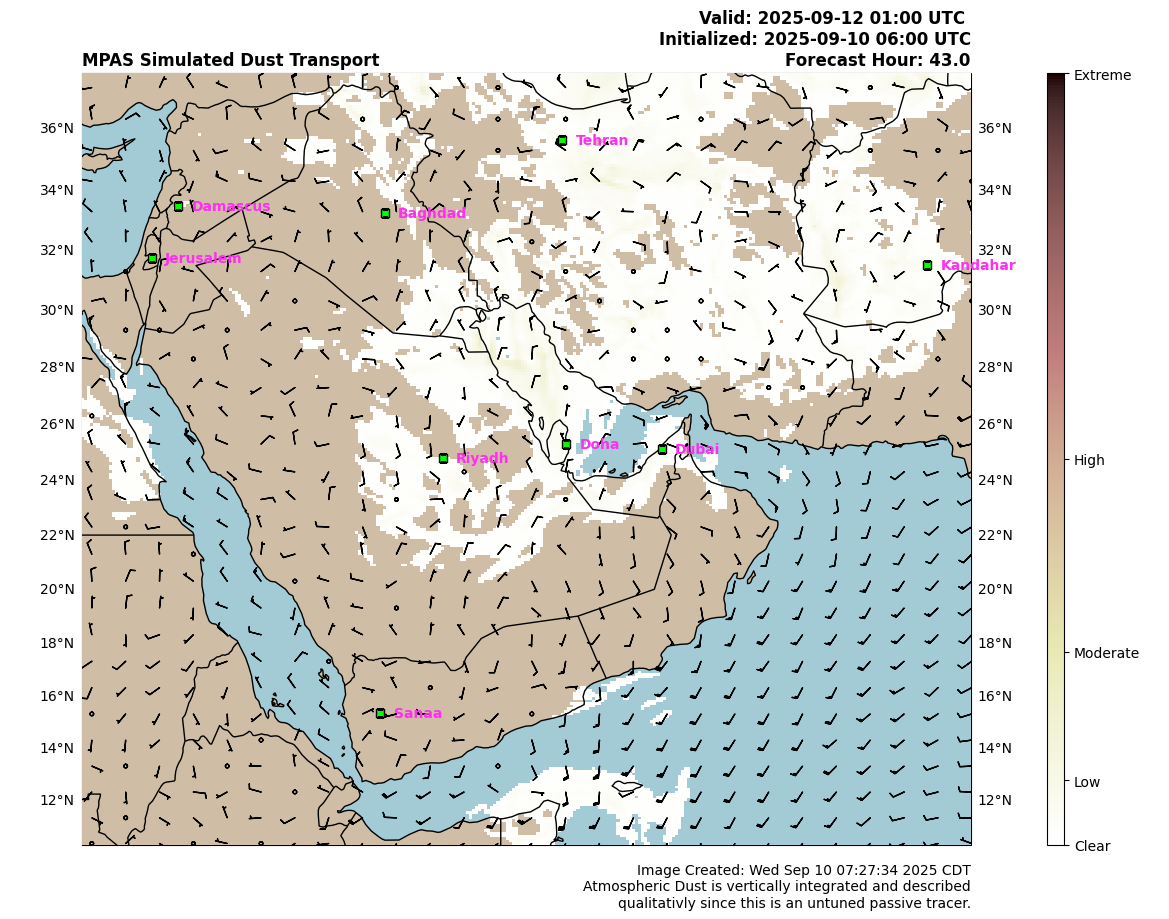 Valid: 2025-09-12 01:00 UTC
Initialized: 2025-09-10 06:00 UTC
MPAS Simulated Dust Transport Forecast Hour: 43.0
Extreme
36°N 36°N
Tehran
34°N 34°N
Damascus
Baghdad
32°N 32°N
Jerusalem
Kandahar
30°N 30°N
28°N 28°N
26°N 26°N
Doha
Dubai
Riyadh
High
24°N 24°N
22°N 22°N
20°N 20°N
18°N 18°N
Moderate
16°N 16°N
Sanaa
14°N 14°N
Low
12°N 12°N
Clear
Image Created: Wed Sep 10 07:27:34 2025 CDT
Atmospheric Dust is vertically integrated and described
qualitativly since this is an untuned passive tracer.